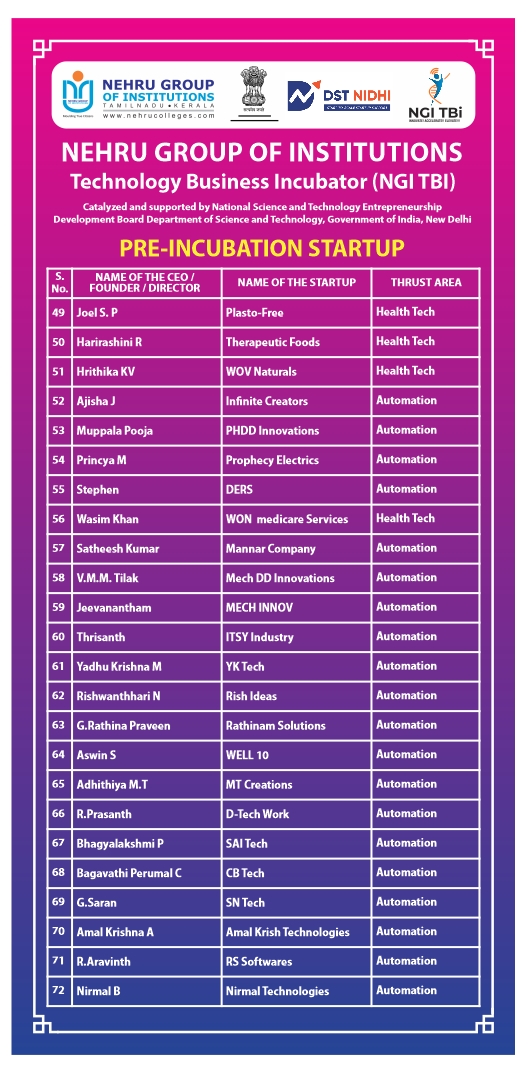 NEHRU GROUP
OF INSTITUTIONS
TAMILNADU • KERALA
www.nehrucolleges.com
DST NIDHI
NGI TBi
NEHRU GROUP OF INSTITUTIONS
Technology Business Incubator (NGI TBI)
Catalyzed and supported by National Science and Technology Entrepreneurship
Development Board Department of Science and Technology, Government of India, New Delhi
PRE-INCUBATION STARTUP
S. No. NAME OF THE CEO / FOUNDER / DIRECTOR NAME OF THE STARTUP THRUST AREA
49 Joel S. P Plasto-Free Health Tech
50 Harirashini R Therapeutic Foods Health Tech
51 Hrithika KV WOV Naturals Health Tech
52 Ajisha J Infinite Creators Automation
53 Muppala Pooja PHDD Innovations Automation
54 Princya M Prophecy Electrics Automation
55 Stephen DERS Automation
56 Wasim Khan WON medicare Services Health Tech
57 Satheesh Kumar Mannar Company Automation
58 V.M.M. Tilak Mech DD Innovations Automation
59 Jeevanantham MECH INNOV Automation
60 Thrisanth ITSY Industry Automation
61 Yadhu Krishna M YK Tech Automation
62 Rishwanthhari N Rish Ideas Automation
63 G.Rathina Praveen Rathinam Solutions Automation
64 Aswin S WELL 10 Automation
65 Adhithiya M.T MT Creations Automation
66 R.Prasanth D-Tech Work Automation
67 Bhagyalakshmi P SAI Tech Automation
68 Bagavathi Perumal C CB Tech Automation
69 G.Saran SN Tech Automation
70 Amal Krishna A Amal Krish Technologies Automation
71 R.Aravinth RS Softwares Automation
72 Nirmal B Nirmal Technologies Automation